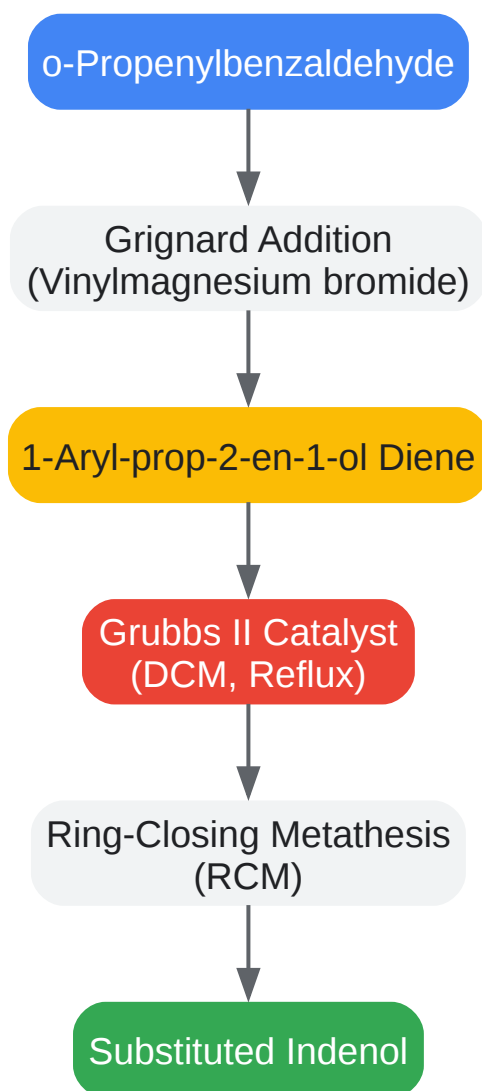 o-Propenylbenzaldehyde
Grignard Addition
(Vinylmagnesium bromide)
1-Aryl-prop-2-en-1-ol Diene
Grubbs II Catalyst
(DCM, Reflux)
Ring-Closing Metathesis
(RCM)
Substituted Indenol